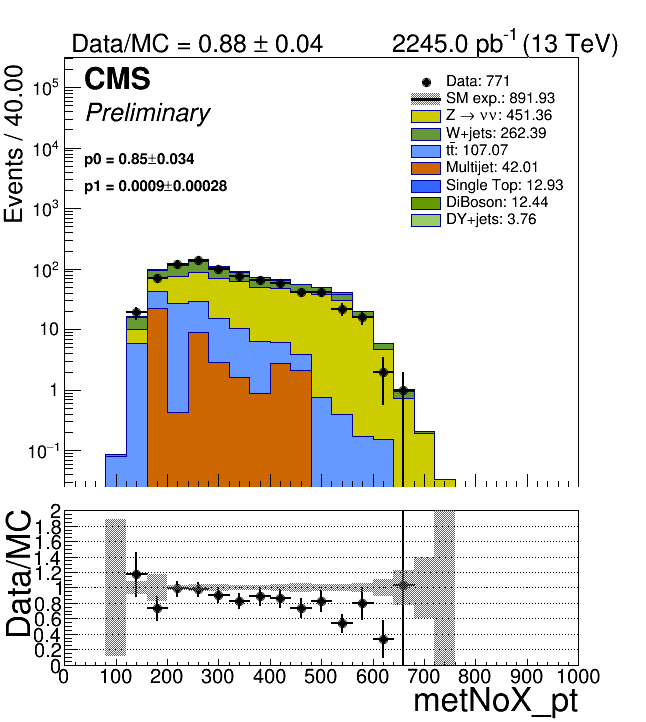 Data/MC = 0.88 ± 0.04 2245.0 pb⁻¹ (13 TeV)
CMS
Preliminary
p0 = 0.85±0.034
p1 = 0.0009±0.00028
Data: 771
SM exp.: 891.93
Z → νν: 451.36
W+jets: 262.39
tt̄: 107.07
Multijet: 42.01
Single Top: 12.93
DiBoson: 12.44
DY+jets: 3.76
Events / 40.00
10⁵
10⁴
10³
10²
10
1
10⁻¹
Data/MC
2
1.8
1.6
1.4
1.2
1
0.8
0.6
0.4
0.2
0
0 100 200 300 400 500 600 700 800 900 1000
metNoX_pt